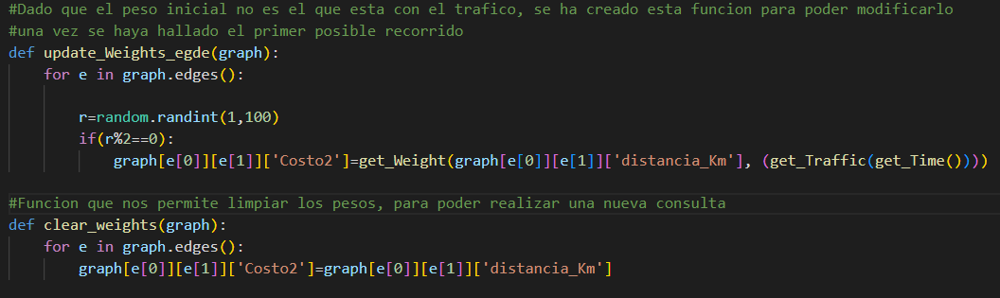 #Dado que el peso inicial no es el que esta con el trafico, se ha creado esta funcion para poder modificarlo
#una vez se haya hallado el primer posible recorrido
def update_Weights_egde(graph):
    for e in graph.edges():
        r=random.randint(1,100)
        if(r%2==0):
            graph[e[0]][e[1]]['Costo2']=get_Weight(graph[e[0]][e[1]]['distancia_Km'], (get_Traffic(get_Time())))
#Funcion que nos permite limpiar los pesos, para poder realizar una nueva consulta
def clear_weights(graph):
    for e in graph.edges():
        graph[e[0]][e[1]]['Costo2']=graph[e[0]][e[1]]['distancia_Km']